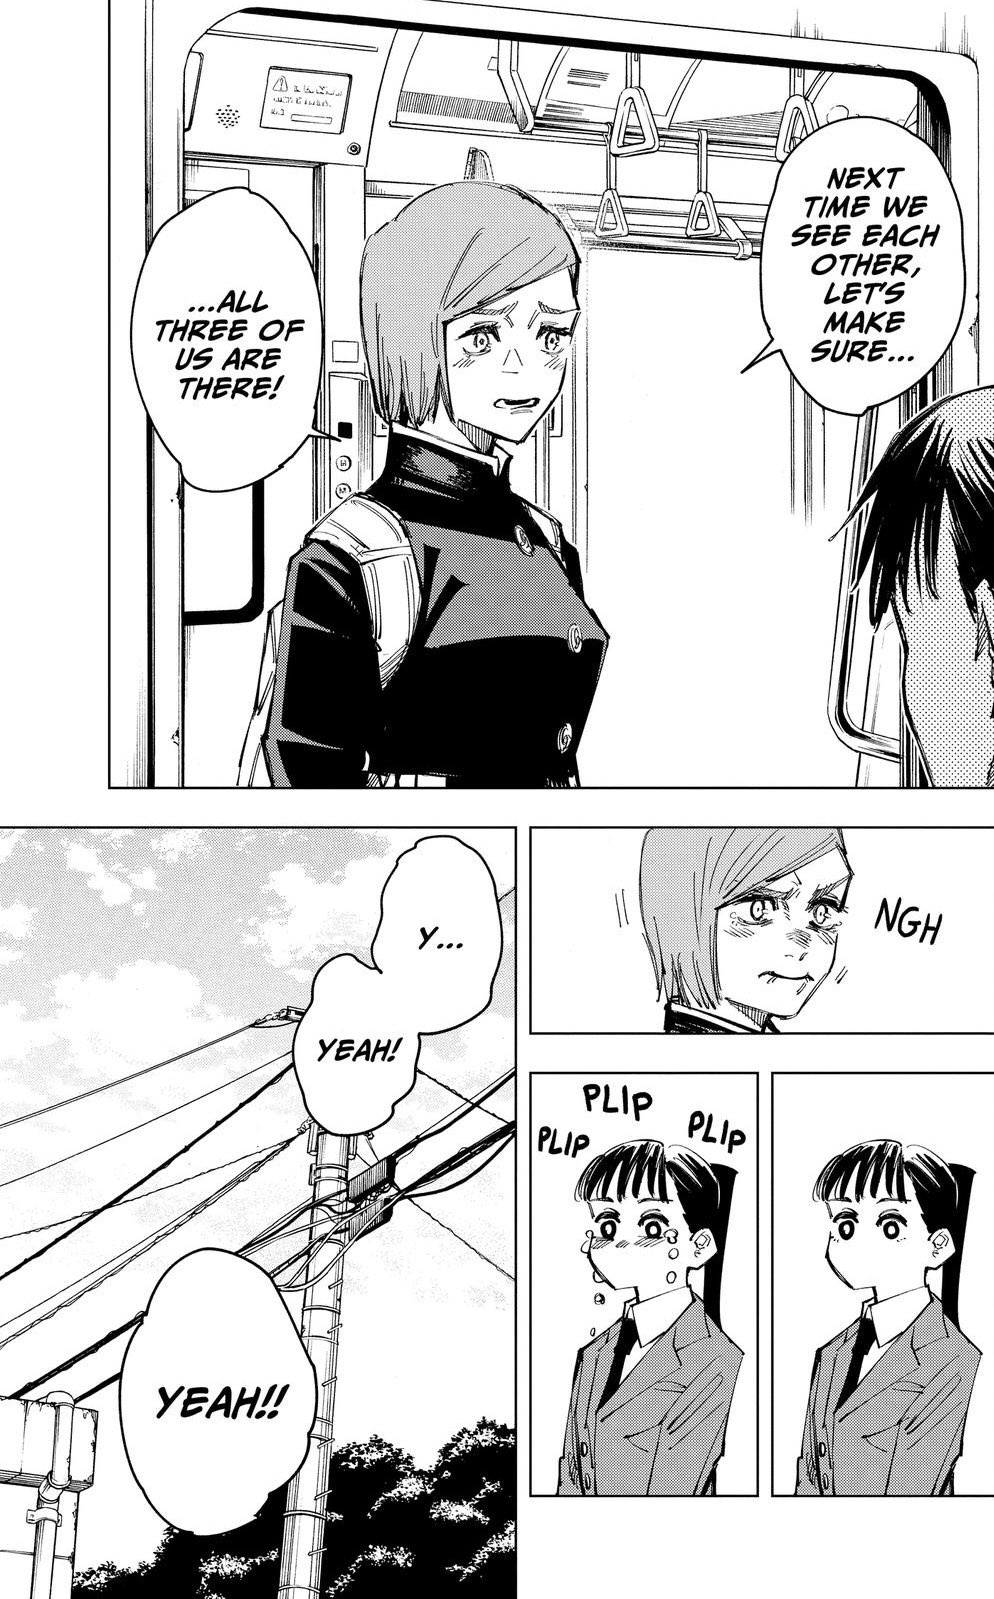 NEXT
TIME WE
SEE EACH
OTHER,
LET'S
MAKE
SURE...
...ALL
THREE OF
US ARE
THERE!
NGH
PLIP
PLIP
PLIP
Y...
YEAH!
YEAH!!